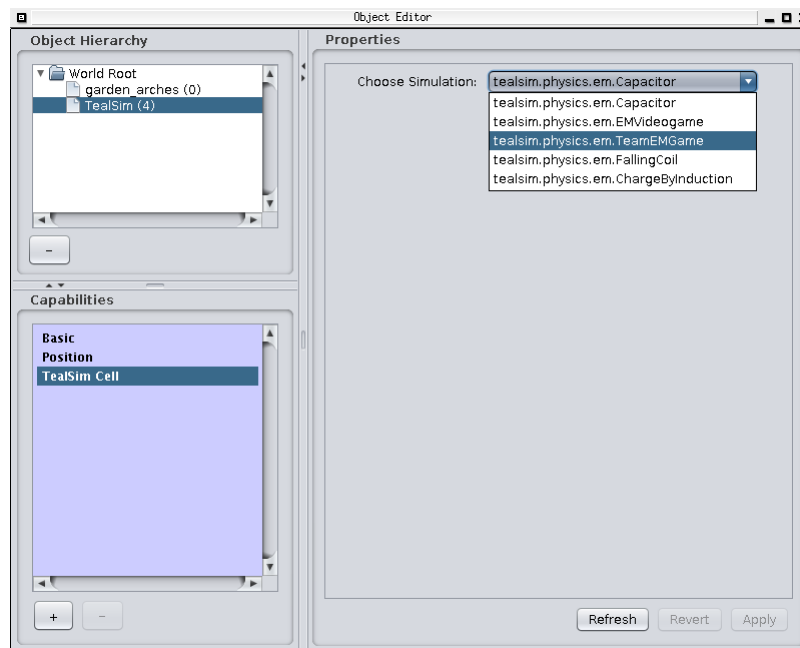 Object Editor
Object Hierarchy
World Root
garden_arches (0)
TealSim (4)
-
Capabilities
Basic
Position
TealSim Cell
+ -
Properties
Choose Simulation: tealsim.physics.em.Capacitor
tealsim.physics.em.Capacitor
tealsim.physics.em.EMVideogame
tealsim.physics.em.TeamEMGame
tealsim.physics.em.FallingCoil
tealsim.physics.em.ChargeByInduction
Refresh Revert Apply